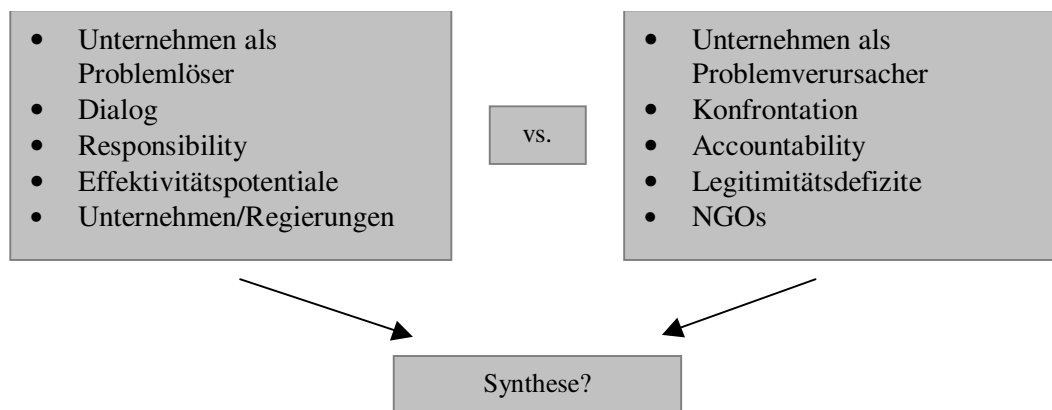 • Unternehmen als
Problemlöser
• Dialog
• Responsibility
• Effektivitätspotentiale
• Unternehmen/Regierungen
vs.
• Unternehmen als
Problemverursacher
• Konfrontation
• Accountability
• Legitimitätsdefizite
• NGOs
Synthese?